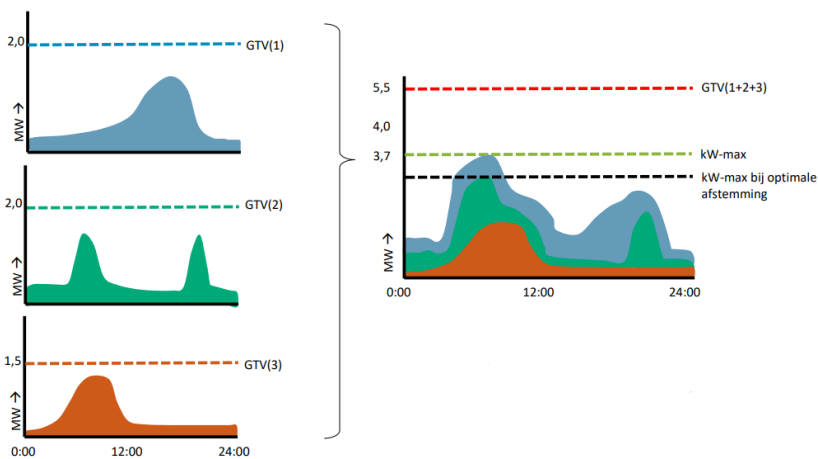 2,0
GTV(1)
MW →
2,0
GTV(2)
MW →
1,5
GTV(3)
MW →
0:00
12:00
24:00
5,5
GTV(1+2+3)
4,0
3,7
kW-max
kW-max bij optimale
afstemming
MW →
0:00
12:00
24:00